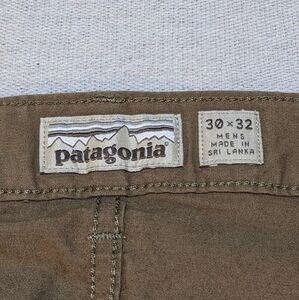 patagonia®
30 × 32
MENS
MADE IN
SRI LANKA